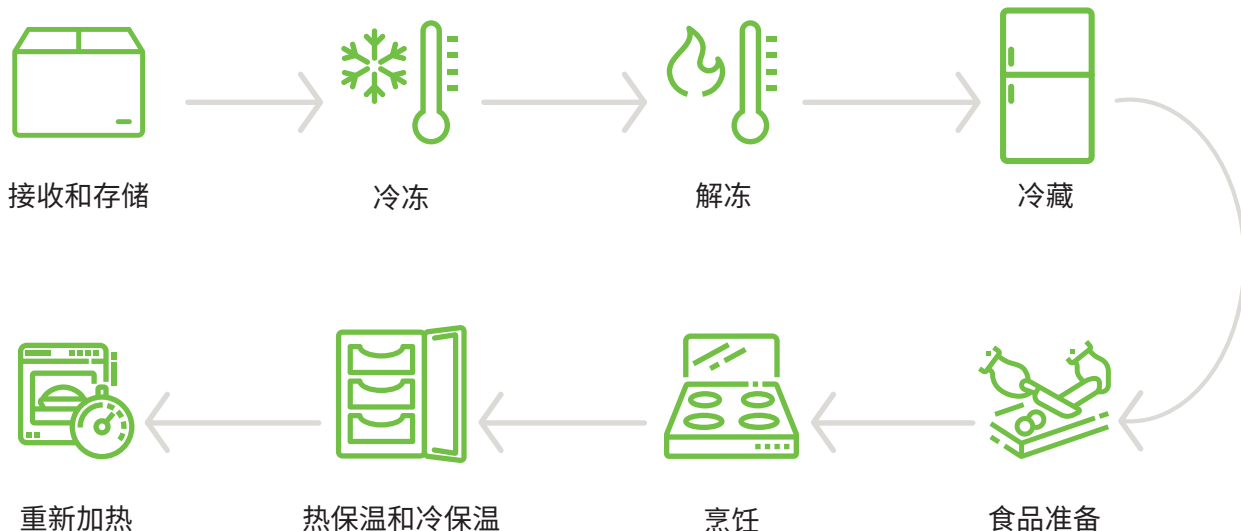 接收和存储
冷冻
解冻
冷藏
食品准备
烹饪
热保温和冷保温
重新加热